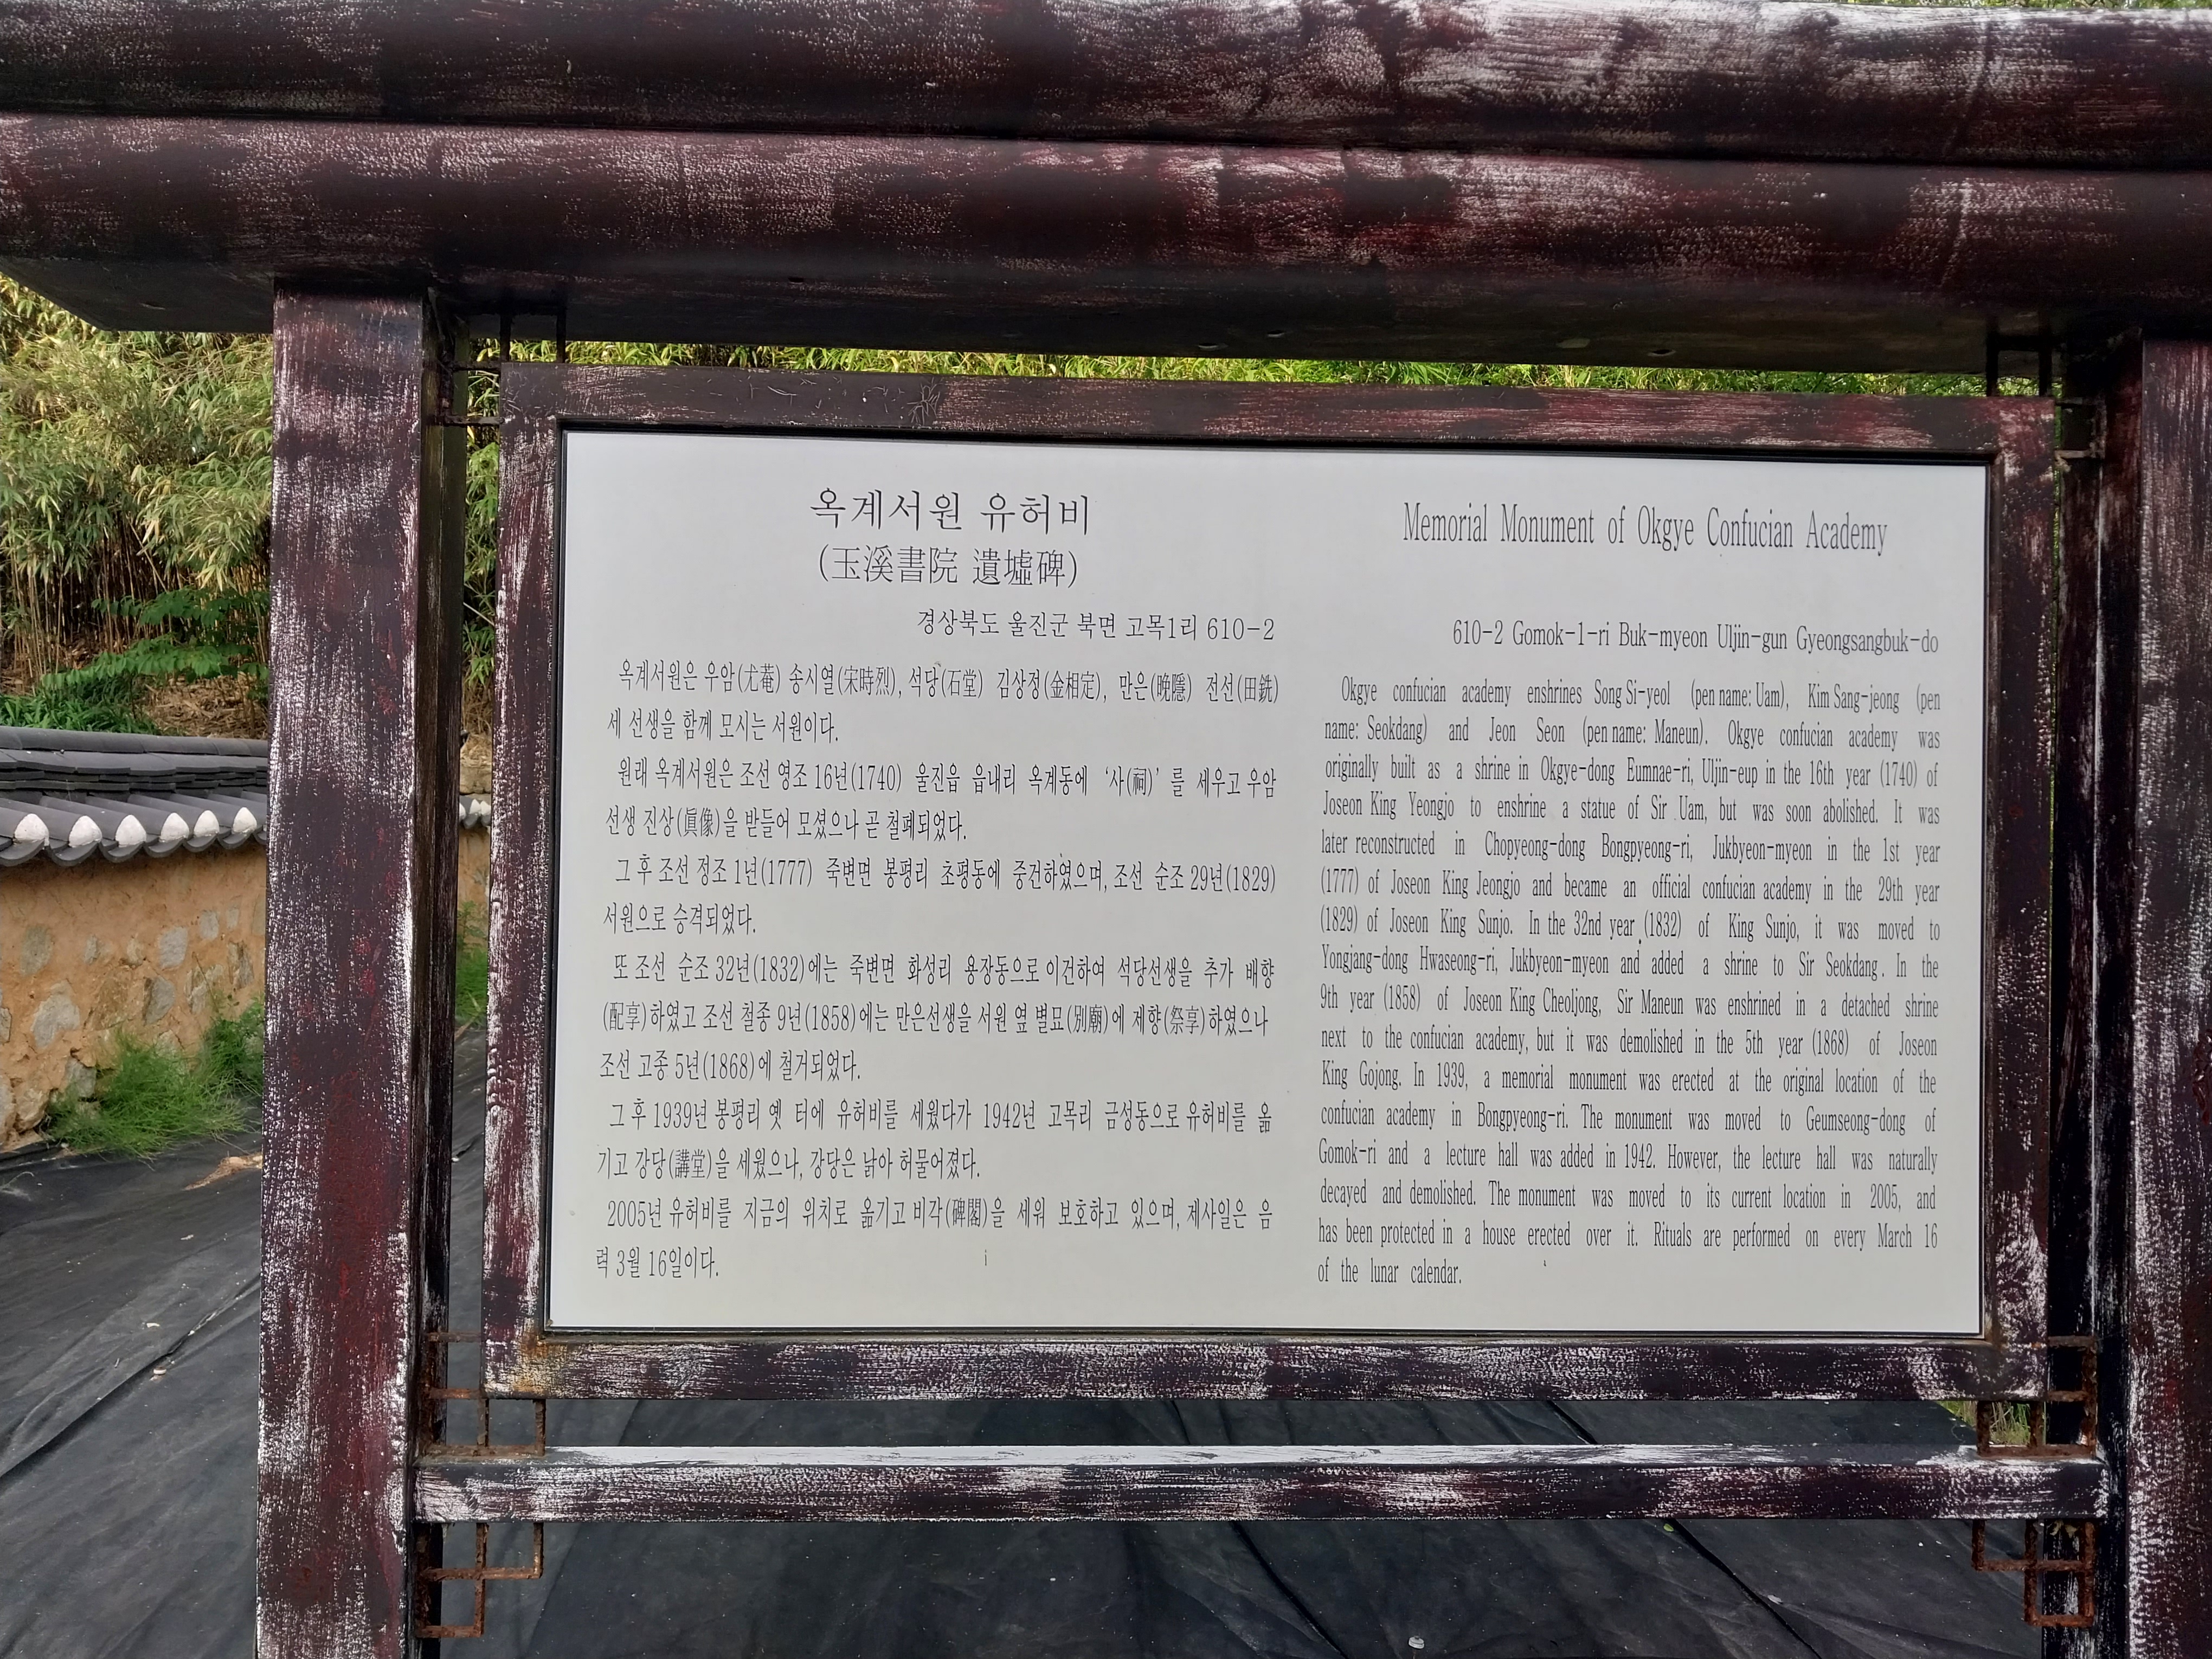 옥계서원 유허비
(玉溪書院 遺墟碑)
경상북도 울진군 북면 고목1리 610-2
옥계서원은 우암(尤菴) 송시열(宋時烈), 석당(石堂) 김상정(金相定), 만은(晩隱) 전선(田銑)
세 선생을 함께 모시는 서원이다.
원래 옥계서원은 조선 영조 16년(1740) 울진읍 읍내리 옥계동에 '사(祠)' 를 세우고 우암
선생 진상(眞像)을 받들어 모셨으나 곧 철폐되었다.
그 후 조선 정조 1년(1777) 죽변면 봉평리 초평동에 중건하였으며, 조선 순조 29년(1829)
서원으로 승격되었다.
또 조선 순조 32년(1832)에는 죽변면 화성리 용장동으로 이건하여 석당선생을 추가 배향
(配享)하였고 조선 철종 9년(1858)에는 만은선생을 서원 옆 별묘(別廟)에 제향(祭享)하였으나
조선 고종 5년(1868)에 철거되었다.
그 후 1939년 봉평리 옛 터에 유허비를 세웠다가 1942년 고목리 금성동으로 유허비를 옮
기고 강당(講堂)을 세웠으나, 강당은 낡아 허물어졌다.
2005년 유허비를 지금의 위치로 옮기고 비각(碑閣)을 세워 보호하고 있으며, 제사일은 음
력 3월 16일이다.
Memorial Monument of Okgye Confucian Academy
610-2 Gomok-1-ri Buk-myeon Uljin-gun Gyeongsangbuk-do
Okgye confucian academy enshrines Song Si-yeol (pen name: Uam), Kim Sang-jeong (pen
name: Seokdang) and Jeon Seon (pen name: Maneun). Okgye confucian academy was
originally built as a shrine in Okgye-dong Eumnae-ri, Uljin-eup in the 16th year (1740) of
Joseon King Yeongjo to enshrine a statue of Sir Uam, but was soon abolished. It was
later reconstructed in Chopyeong-dong Bongpyeong-ri, Jukbyeon-myeon in the 1st year
(1777) of Joseon King Jeongjo and became an official confucian academy in the 29th year
(1829) of Joseon King Sunjo. In the 32nd year (1832) of King Sunjo, it was moved to
Yongjang-dong Hwaseong-ri, Jukbyeon-myeon and added a shrine to Sir Seokdang. In the
9th year (1858) of Joseon King Cheoljong, Sir Maneun was enshrined in a detached shrine
next to the confucian academy, but it was demolished in the 5th year (1868) of Joseon
King Gojong. In 1939, a memorial monument was erected at the original location of the
confucian academy in Bongpyeong-ri. The monument was moved to Geumseong-dong of
Gomok-ri and a lecture hall was added in 1942. However, the lecture hall was naturally
decayed and demolished. The monument was moved to its current location in 2005, and
has been protected in a house erected over it. Rituals are performed on every March 16
of the lunar calendar.